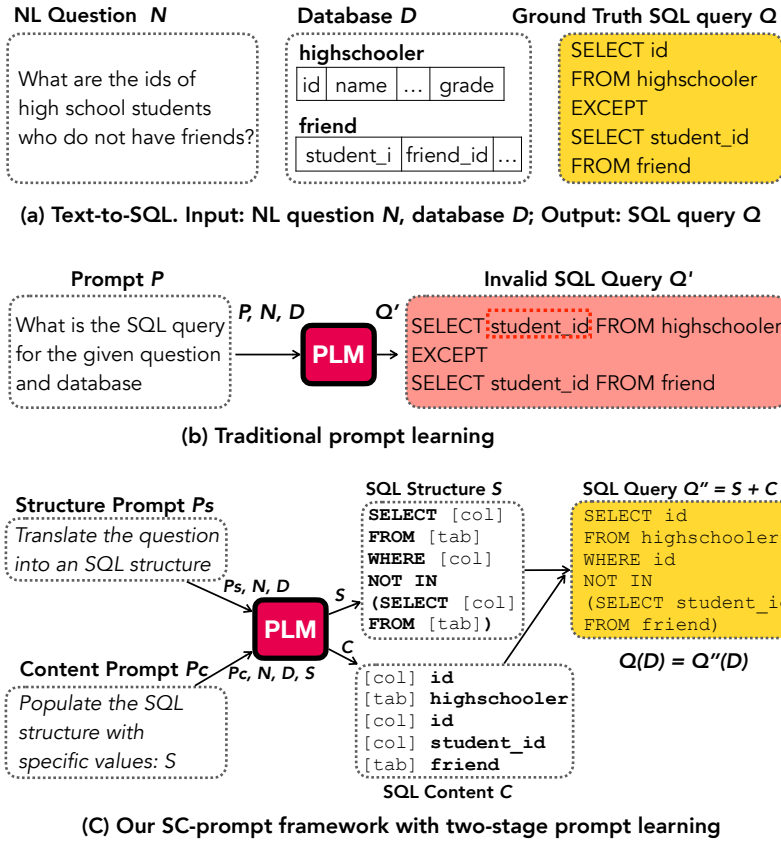 NL Question N
Database D
Ground Truth SQL query Q
What are the ids of
high school students
who do not have friends?
highschooler
id name ... grade
friend
student_i friend_id ...
SELECT id
FROM highschooler
EXCEPT
SELECT student_id
FROM friend
(a) Text-to-SQL. Input: NL question N, database D; Output: SQL query Q
Prompt P
What is the SQL query
for the given question
and database
P, N, D
PLM
Q'
Invalid SQL Query Q'
SELECT student_id FROM highschooler
EXCEPT
SELECT student_id FROM friend
(b) Traditional prompt learning
Structure Prompt Ps
Translate the question
into an SQL structure
Content Prompt Pc
Populate the SQL
structure with
specific values: S
Ps, N, D
PLM
Pc, N, D, S
S
C
SQL Structure S
SELECT [col]
FROM [tab]
WHERE [col]
NOT IN
(SELECT [col]
FROM [tab])
[col] id
[tab] highschooler
[col] id
[col] student_id
[tab] friend
SQL Content C
SQL Query Q″ = S + C
SELECT id
FROM highschooler
WHERE id
NOT IN
(SELECT student_id
FROM friend)
Q(D) = Q″(D)
(C) Our SC-prompt framework with two-stage prompt learning